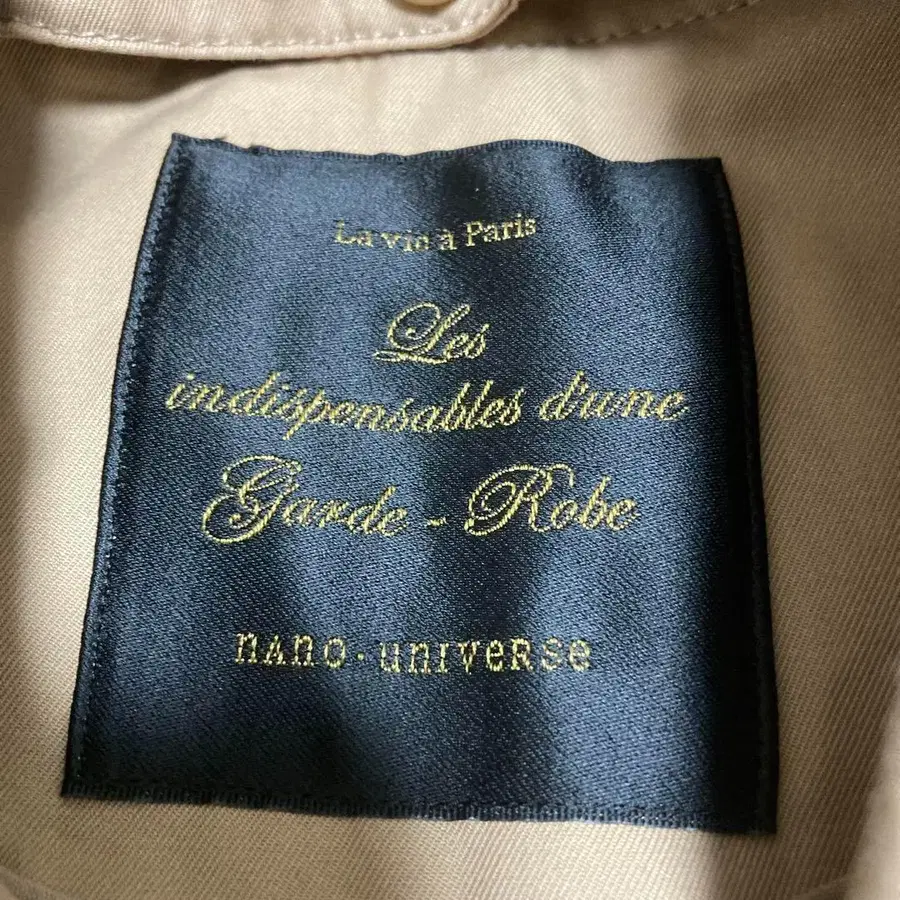 La vie à Paris
Les
indispensables d'une
Garde - Robe
nano·universe